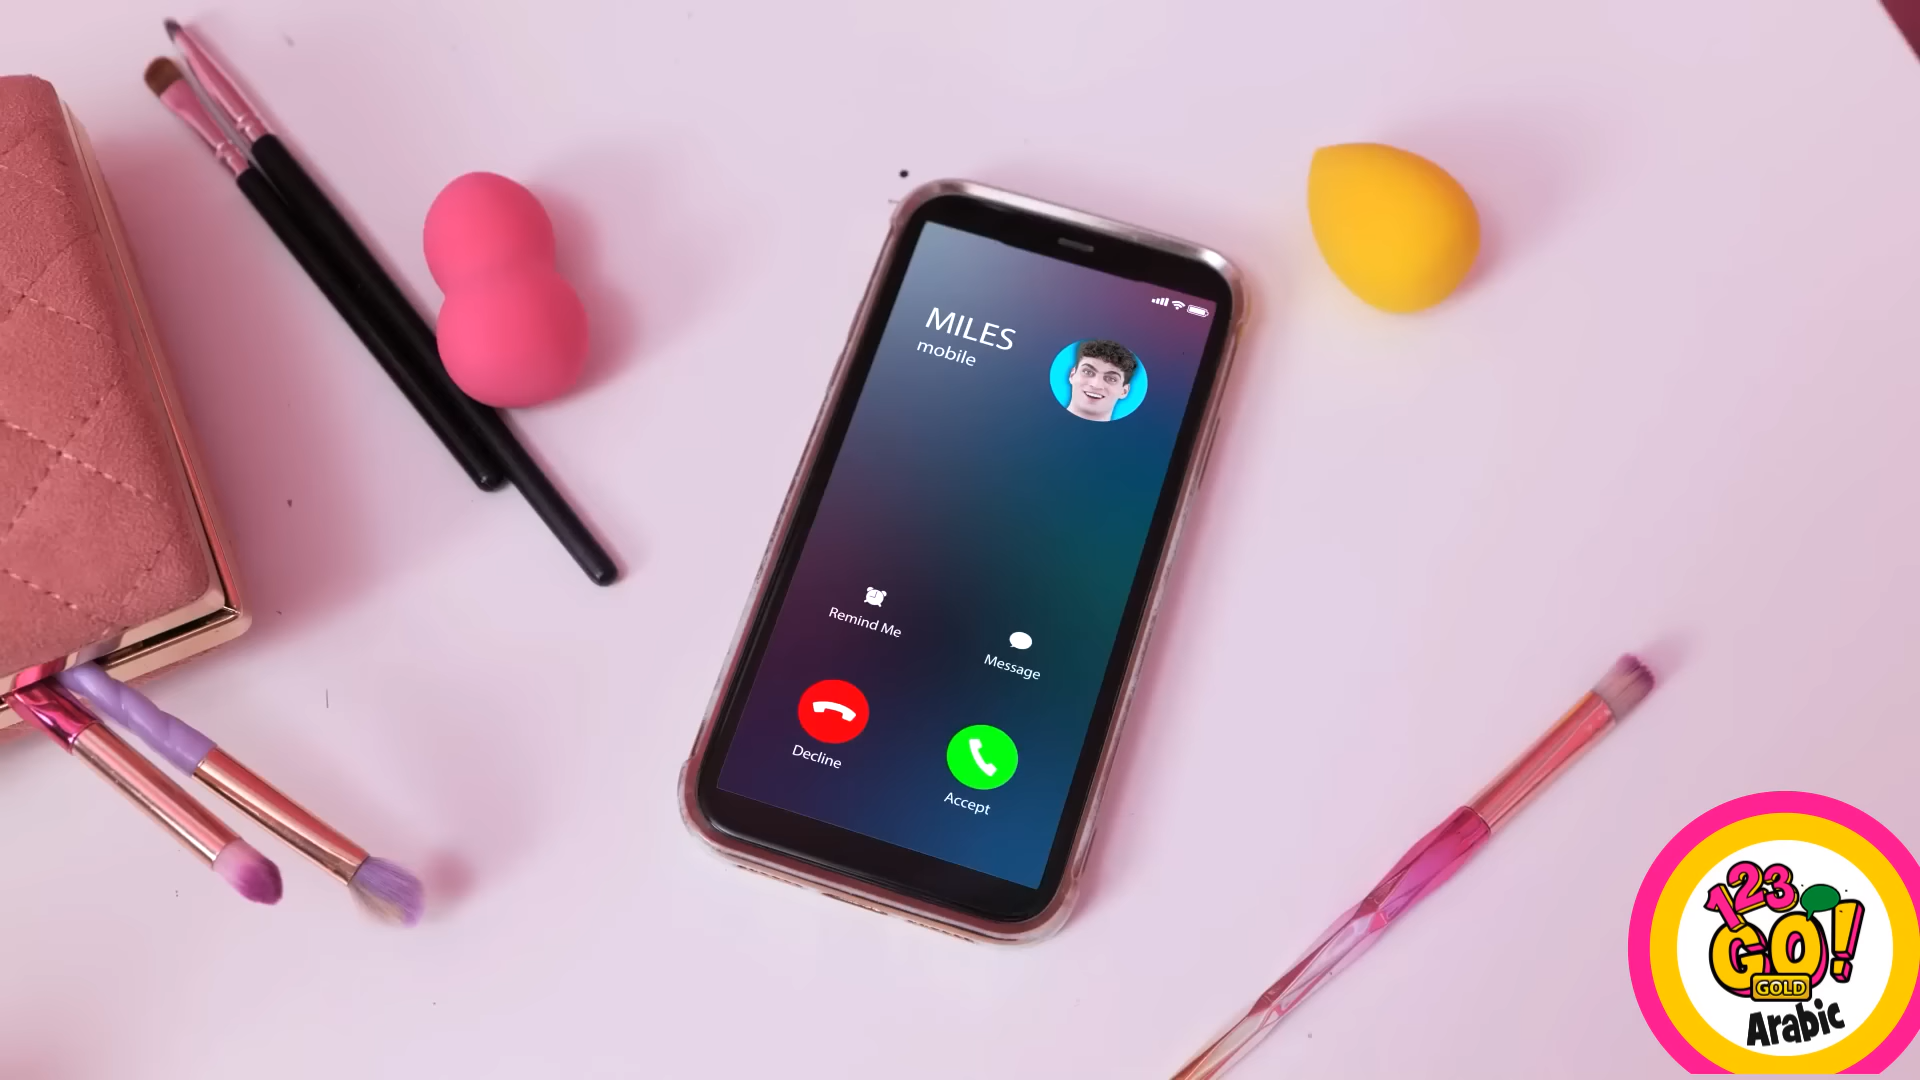 MILES
mobile
Remind Me
Message
Decline
Accept
123
GO!
GOLD
Arabic